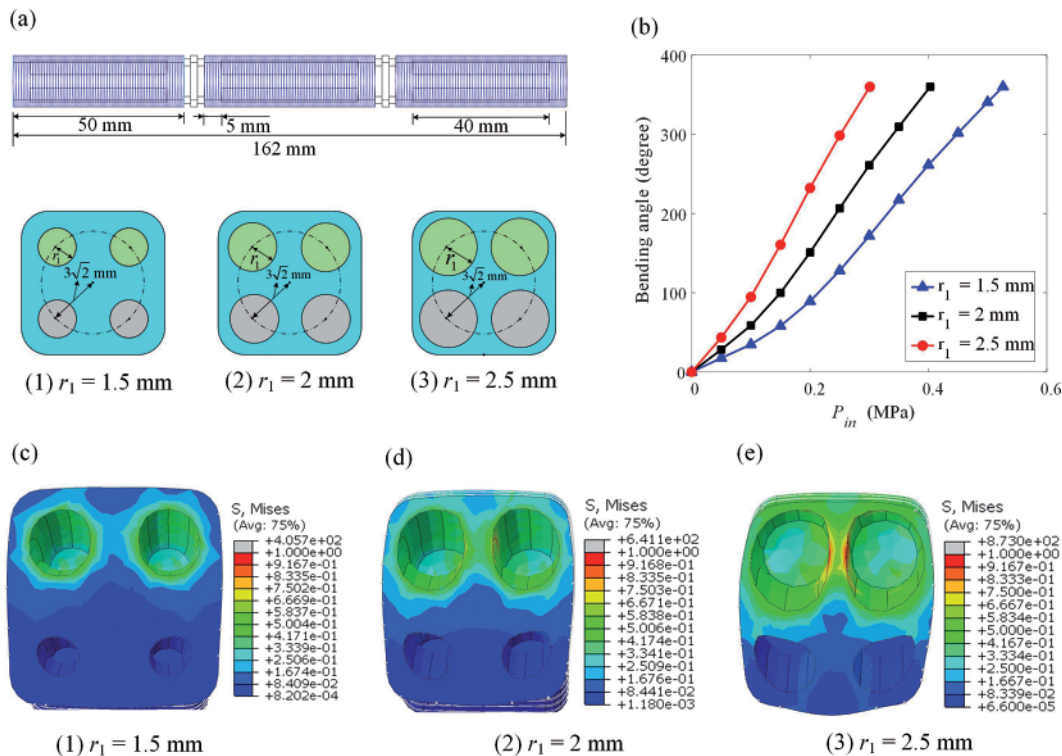 (a)
50 mm
5 mm
40 mm
162 mm
r1
3√2 mm
r1
3√2 mm
r1
3√2 mm
(1) r1 = 1.5 mm
(2) r1 = 2 mm
(3) r1 = 2.5 mm
(b)
400
300
200
100
0
0
0.2
0.4
0.6
Bending angle (degree)
P_in (MPa)
r1 = 1.5 mm
r1 = 2 mm
r1 = 2.5 mm
(c)
S, Mises
(Avg: 75%)
+4.057e+02
+1.000e+00
+9.167e-01
+8.335e-01
+7.502e-01
+6.669e-01
+5.837e-01
+5.004e-01
+4.171e-01
+3.339e-01
+2.506e-01
+1.674e-01
+8.409e-02
+8.202e-04
(1) r1 = 1.5 mm
(d)
S, Mises
(Avg: 75%)
+6.411e+02
+1.000e+00
+9.168e-01
+8.335e-01
+7.503e-01
+6.671e-01
+5.838e-01
+5.006e-01
+4.174e-01
+3.341e-01
+2.509e-01
+1.676e-01
+8.441e-02
+1.180e-03
(2) r1 = 2 mm
(e)
S, Mises
(Avg: 75%)
+8.730e+02
+1.000e+00
+9.167e-01
+8.333e-01
+7.500e-01
+6.667e-01
+5.834e-01
+5.000e-01
+4.167e-01
+3.334e-01
+2.500e-01
+1.667e-01
+8.339e-02
+6.600e-05
(3) r1 = 2.5 mm